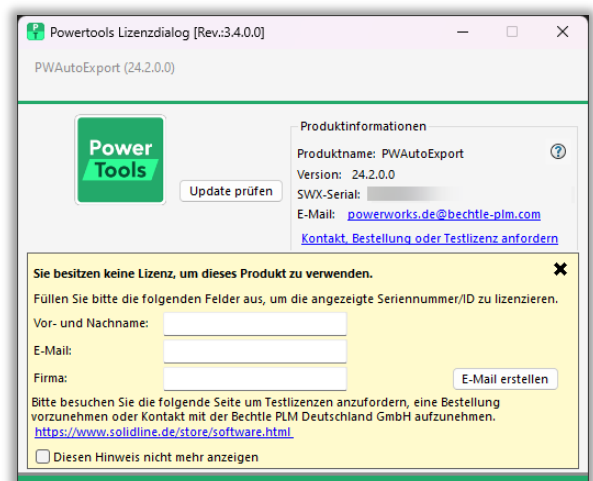 Powertools Lizenzdialog [Rev.:3.4.0.0]
PWAutoExport (24.2.0.0)
Power
Tools
Update prüfen
Produktinformationen
Produktname: PWAutoExport
Version: 24.2.0.0
SWX-Serial:
E-Mail: powerworks.de@bechtle-plm.com
Kontakt, Bestellung oder Testlizenz anfordern
Sie besitzen keine Lizenz, um dieses Produkt zu verwenden.
Füllen Sie bitte die folgenden Felder aus, um die angezeigte Seriennummer/ID zu lizenzieren.
Vor- und Nachname:
E-Mail:
Firma:
E-Mail erstellen
Bitte besuchen Sie die folgende Seite um Testlizenzen anzufordern, eine Bestellung
vorzunehmen oder Kontakt mit der Bechtle PLM Deutschland GmbH aufzunehmen.
https://www.solidline.de/store/software.html
Diesen Hinweis nicht mehr anzeigen